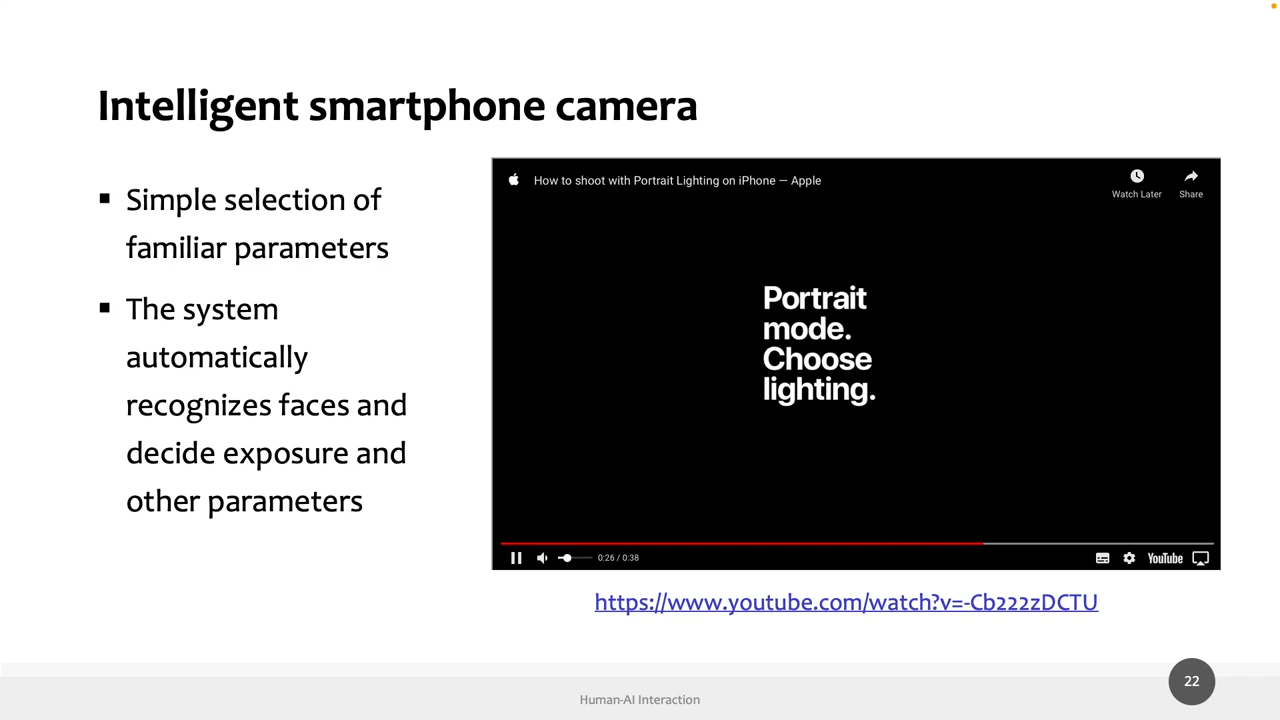 Intelligent smartphone camera
▪ Simple selection of
familiar parameters
▪ The system
automatically
recognizes faces and
decide exposure and
other parameters
How to shoot with Portrait Lighting on iPhone — Apple
Watch Later
Share
Portrait
mode.
Choose
lighting.
0:26 / 0:38
YouTube
https://www.youtube.com/watch?v=-Cb222zDCTU
Human-AI Interaction
22